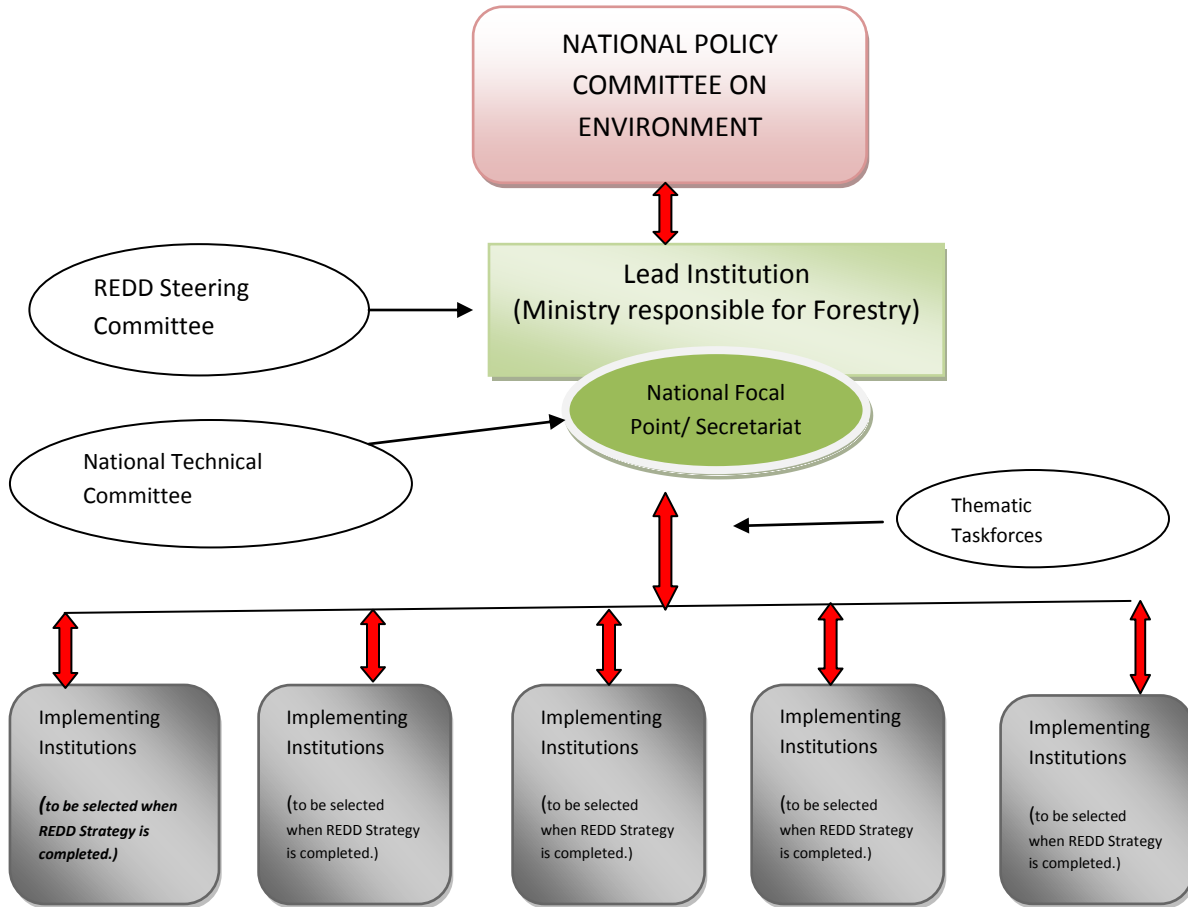 NATIONAL POLICY
COMMITTEE ON
ENVIRONMENT
Lead Institution
(Ministry responsible for Forestry)
REDD Steering
Committee
National Focal
Point/ Secretariat
National Technical
Committee
Thematic
Taskforces
Implementing
Institutions
(to be selected when
REDD Strategy is
completed.)
Implementing
Institutions
(to be selected
when REDD Strategy
is completed.)
Implementing
Institutions
(to be selected
when REDD Strategy
is completed.)
Implementing
Institutions
(to be selected
when REDD Strategy
is completed.)
Implementing
Institutions
(to be selected
when REDD Strategy
is completed.)